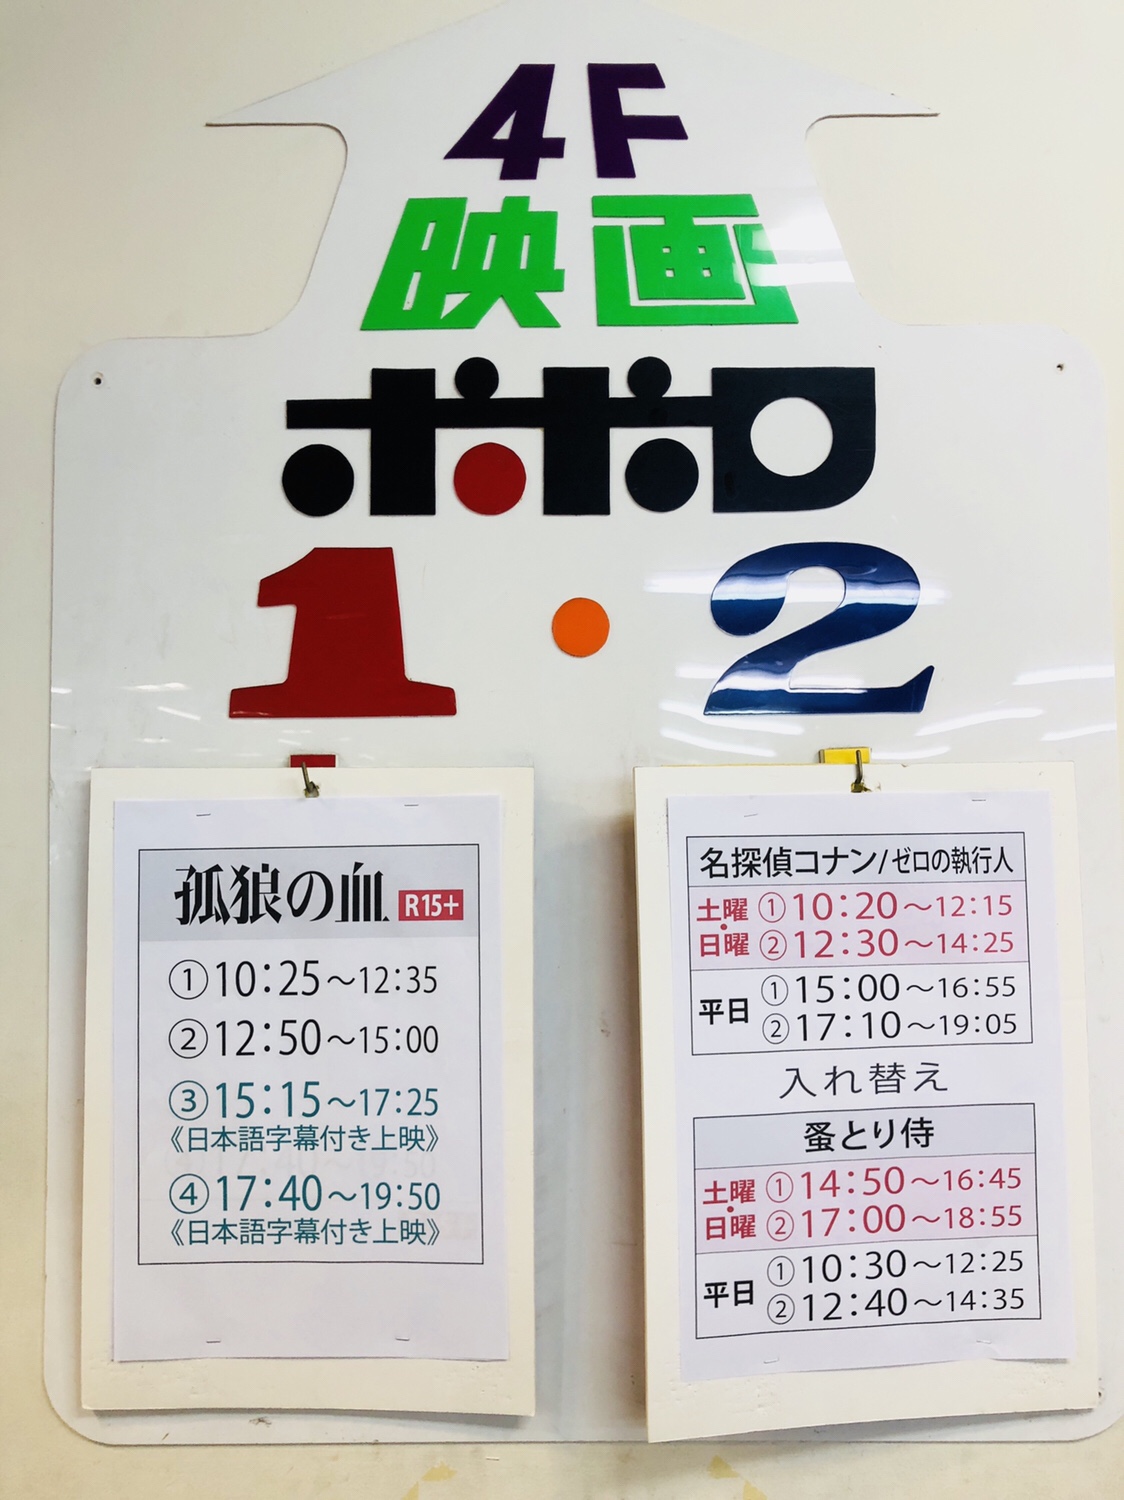 4F
映画
ポポロ
1・2
孤狼の血 R15+
①10:25～12:35
②12:50～15:00
③15:15～17:25
《日本語字幕付き上映》
④17:40～19:50
《日本語字幕付き上映》
名探偵コナン/ゼロの執行人
土曜・日曜
①10:20～12:15
②12:30～14:25
平日
①15:00～16:55
②17:10～19:05
入れ替え
蚤とり侍
土曜・日曜
①14:50～16:45
②17:00～18:55
平日
①10:30～12:25
②12:40～14:35